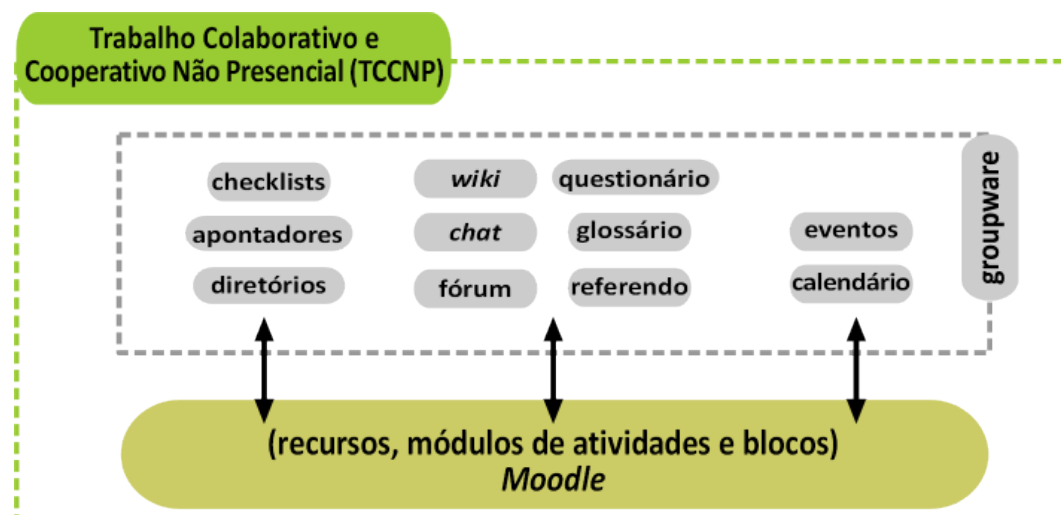 Trabalho Colaborativo e
Cooperativo Não Presencial (TCCNP)
checklists
apontadores
diretórios
wiki
chat
fórum
questionário
glossário
referendo
eventos
calendário
groupware
(recursos, módulos de atividades e blocos)
Moodle